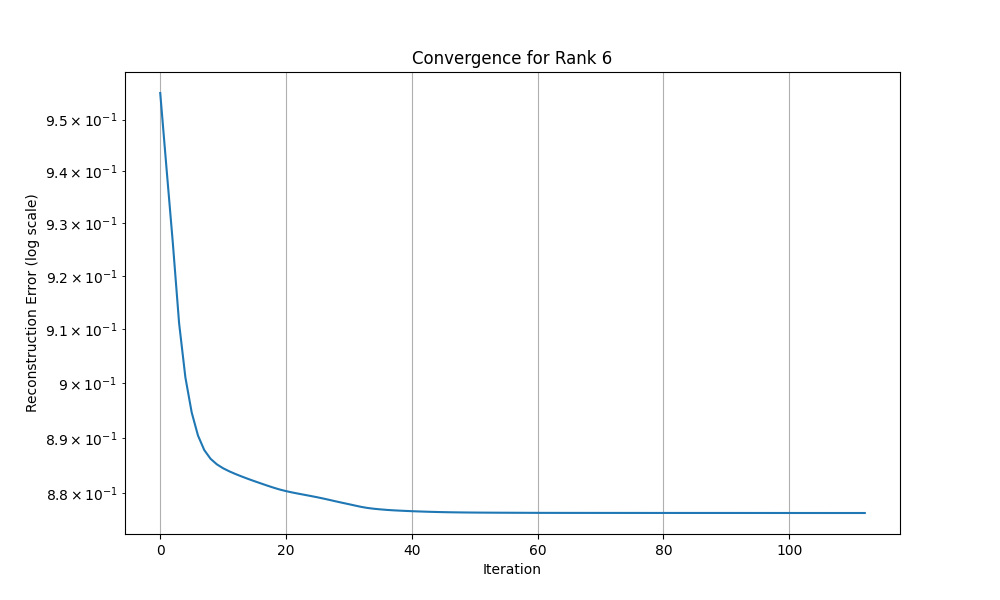 Convergence for Rank 6
Reconstruction Error (log scale)
9.5 × 10⁻¹
9.4 × 10⁻¹
9.3 × 10⁻¹
9.2 × 10⁻¹
9.1 × 10⁻¹
9 × 10⁻¹
8.9 × 10⁻¹
8.8 × 10⁻¹
0 20 40 60 80 100
Iteration